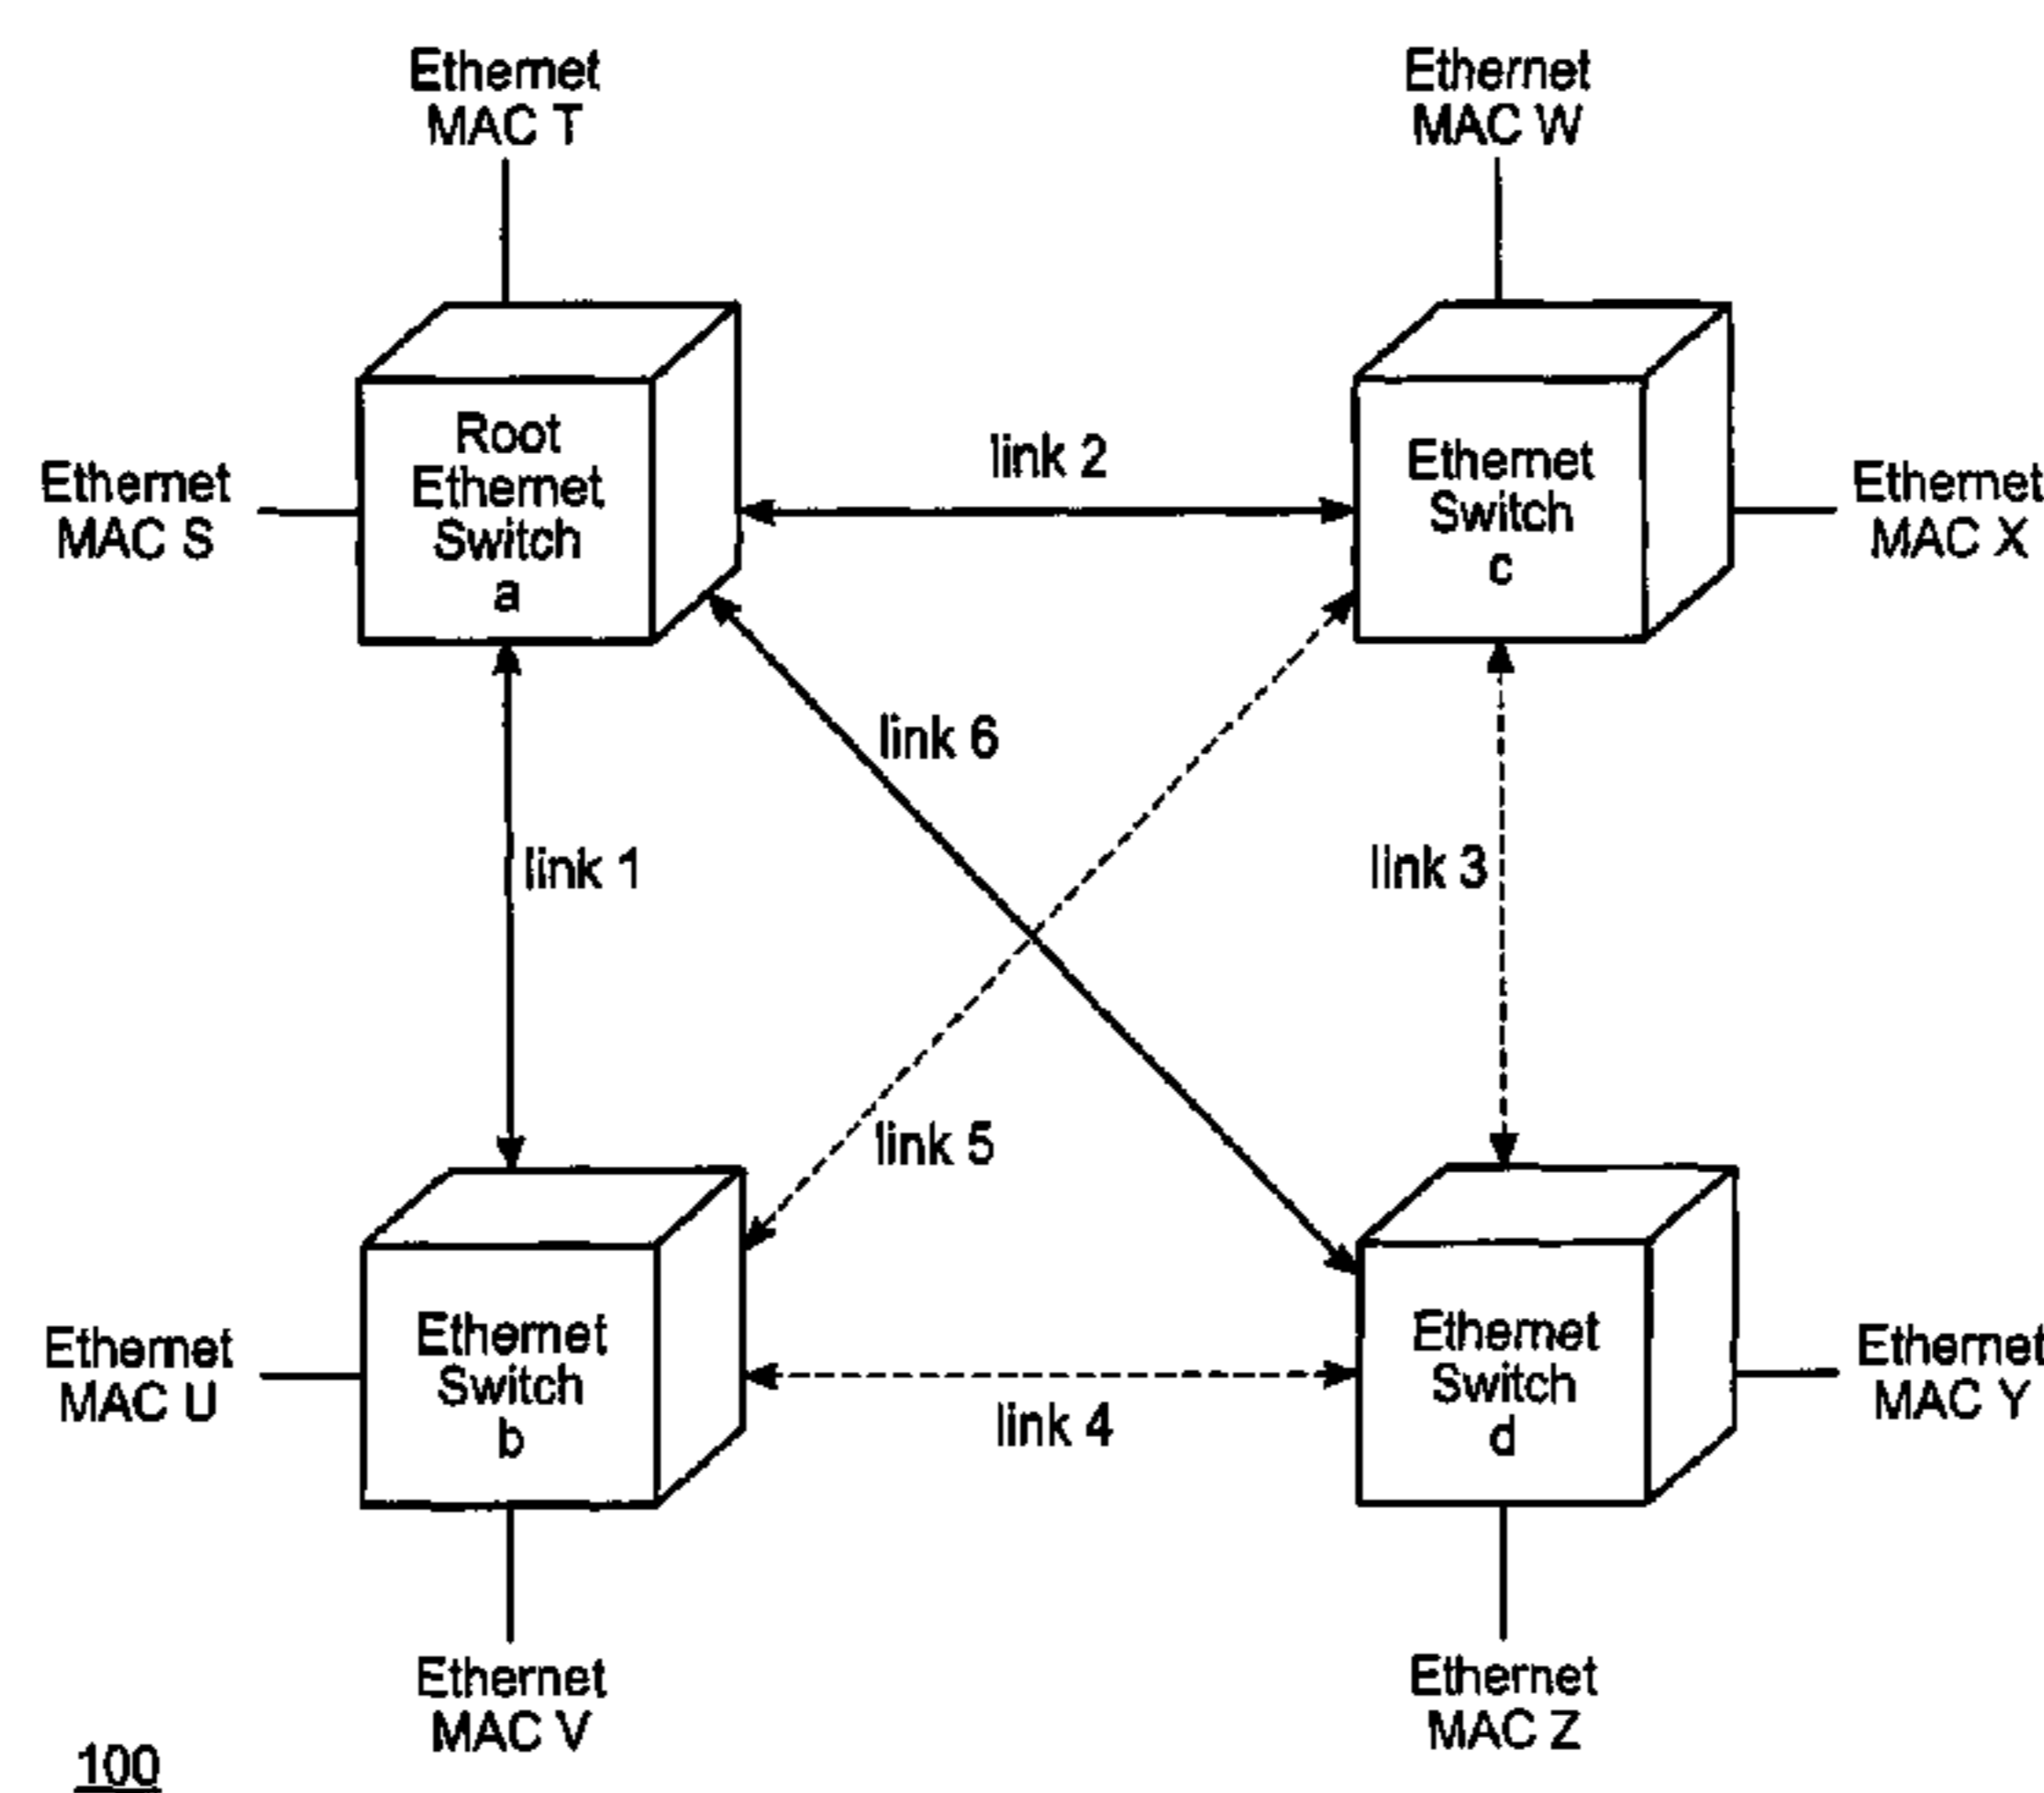 Ethernet
MAC T
Ethernet
MAC W
Root
Ethernet
Switch
a
Ethernet
MAC S
link 2
Ethernet
Switch
c
Ethernet
MAC X
link 6
link 1
link 3
link 5
Ethernet
Switch
b
Ethernet
MAC U
link 4
Ethernet
Switch
d
Ethernet
MAC Y
Ethernet
MAC V
Ethernet
MAC Z
100